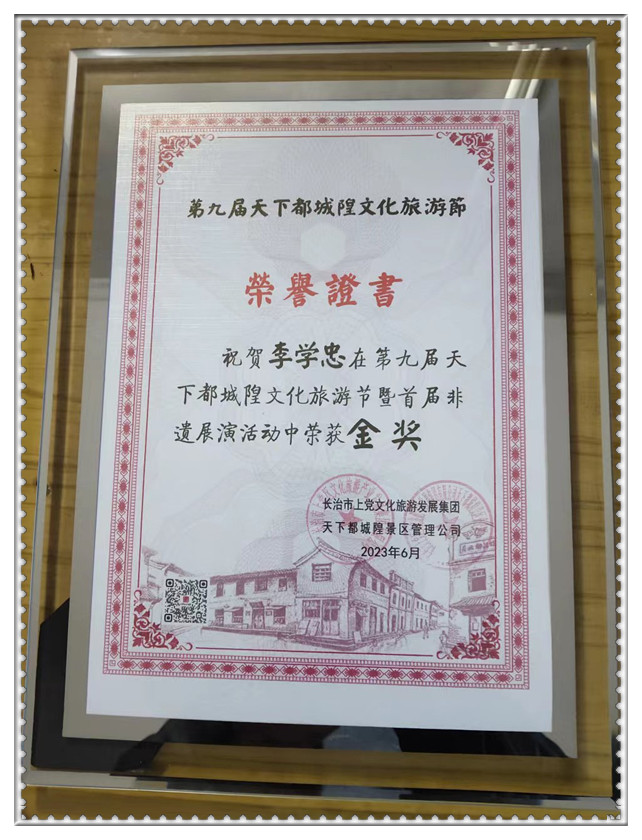 第九届天下都城隍文化旅游節
榮譽證書
祝贺李学忠在第九届天
下都城隍文化旅游节暨首届非
遗展演活动中荣获金奖
长治市上党文化旅游发展集团
天下都城隍景区管理公司
2023年6月